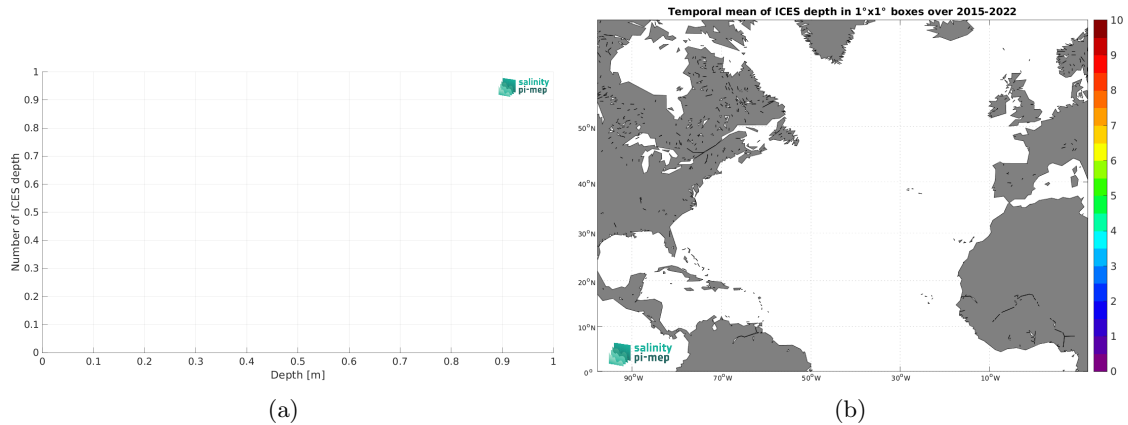 Temporal mean of ICES depth in 1°x1° boxes over 2015-2022
1
0.9
0.8
0.7
0.6
0.5
0.4
0.3
0.2
0.1
0
Number of ICES depth
0 0.1 0.2 0.3 0.4 0.5 0.6 0.7 0.8 0.9 1
Depth [m]
salinity
pi-mep
(a)
50°N
40°N
30°N
20°N
10°N
0°
90°W 70°W 50°W 30°W 10°W
salinity
pi-mep
10
9
8
7
6
5
4
3
2
1
0
(b)